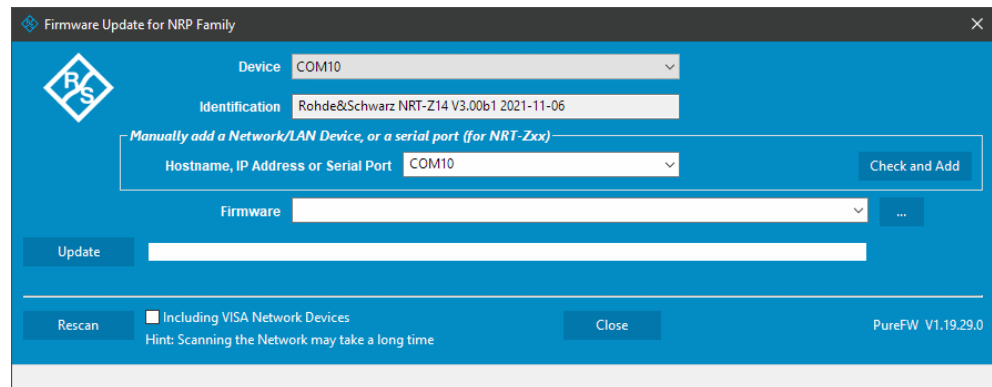 Firmware Update for NRP Family
R S
Device COM10
Identification Rohde&Schwarz NRT-Z14 V3.00b1 2021-11-06
Manually add a Network/LAN Device, or a serial port (for NRT-Zxx)
Hostname, IP Address or Serial Port COM10 Check and Add
Firmware ...
Update
Rescan Including VISA Network Devices Close PureFW V1.19.29.0
Hint: Scanning the Network may take a long time